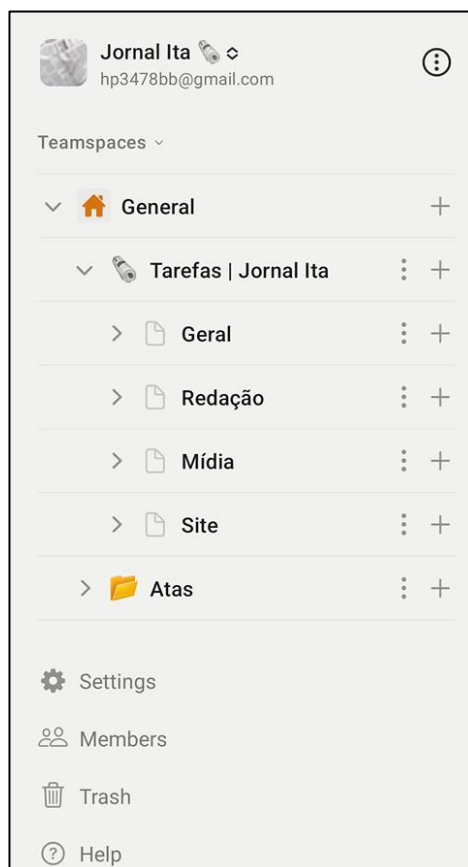 Jornal Ita
hp3478bb@gmail.com
Teamspaces
General
Tarefas | Jornal Ita
Geral
Redação
Mídia
Site
Atas
Settings
Members
Trash
Help